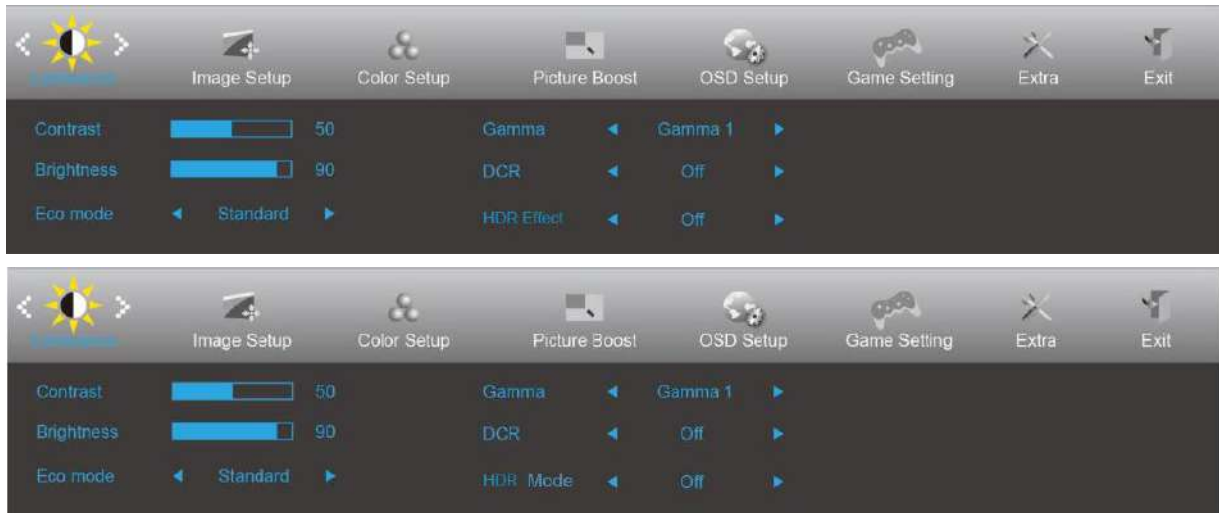 Image Setup Color Setup Picture Boost OSD Setup Game Setting Extra Exit
Contrast 50 Gamma Gamma 1
Brightness 90 DCR Off
Eco mode Standard HDR Effect Off
Luminance Image Setup Color Setup Picture Boost OSD Setup Game Setting Extra Exit
Contrast 50 Gamma Gamma 1
Brightness 90 DCR Off
Eco mode Standard HDR Mode Off